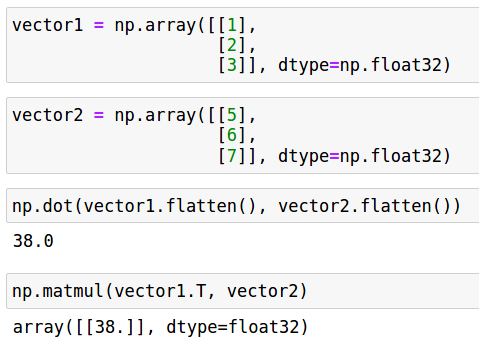 vector1 = np.array([[1],
                    [2],
                    [3]], dtype=np.float32)
vector2 = np.array([[5],
                    [6],
                    [7]], dtype=np.float32)
np.dot(vector1.flatten(), vector2.flatten())
38.0
np.matmul(vector1.T, vector2)
array([[38.]], dtype=float32)